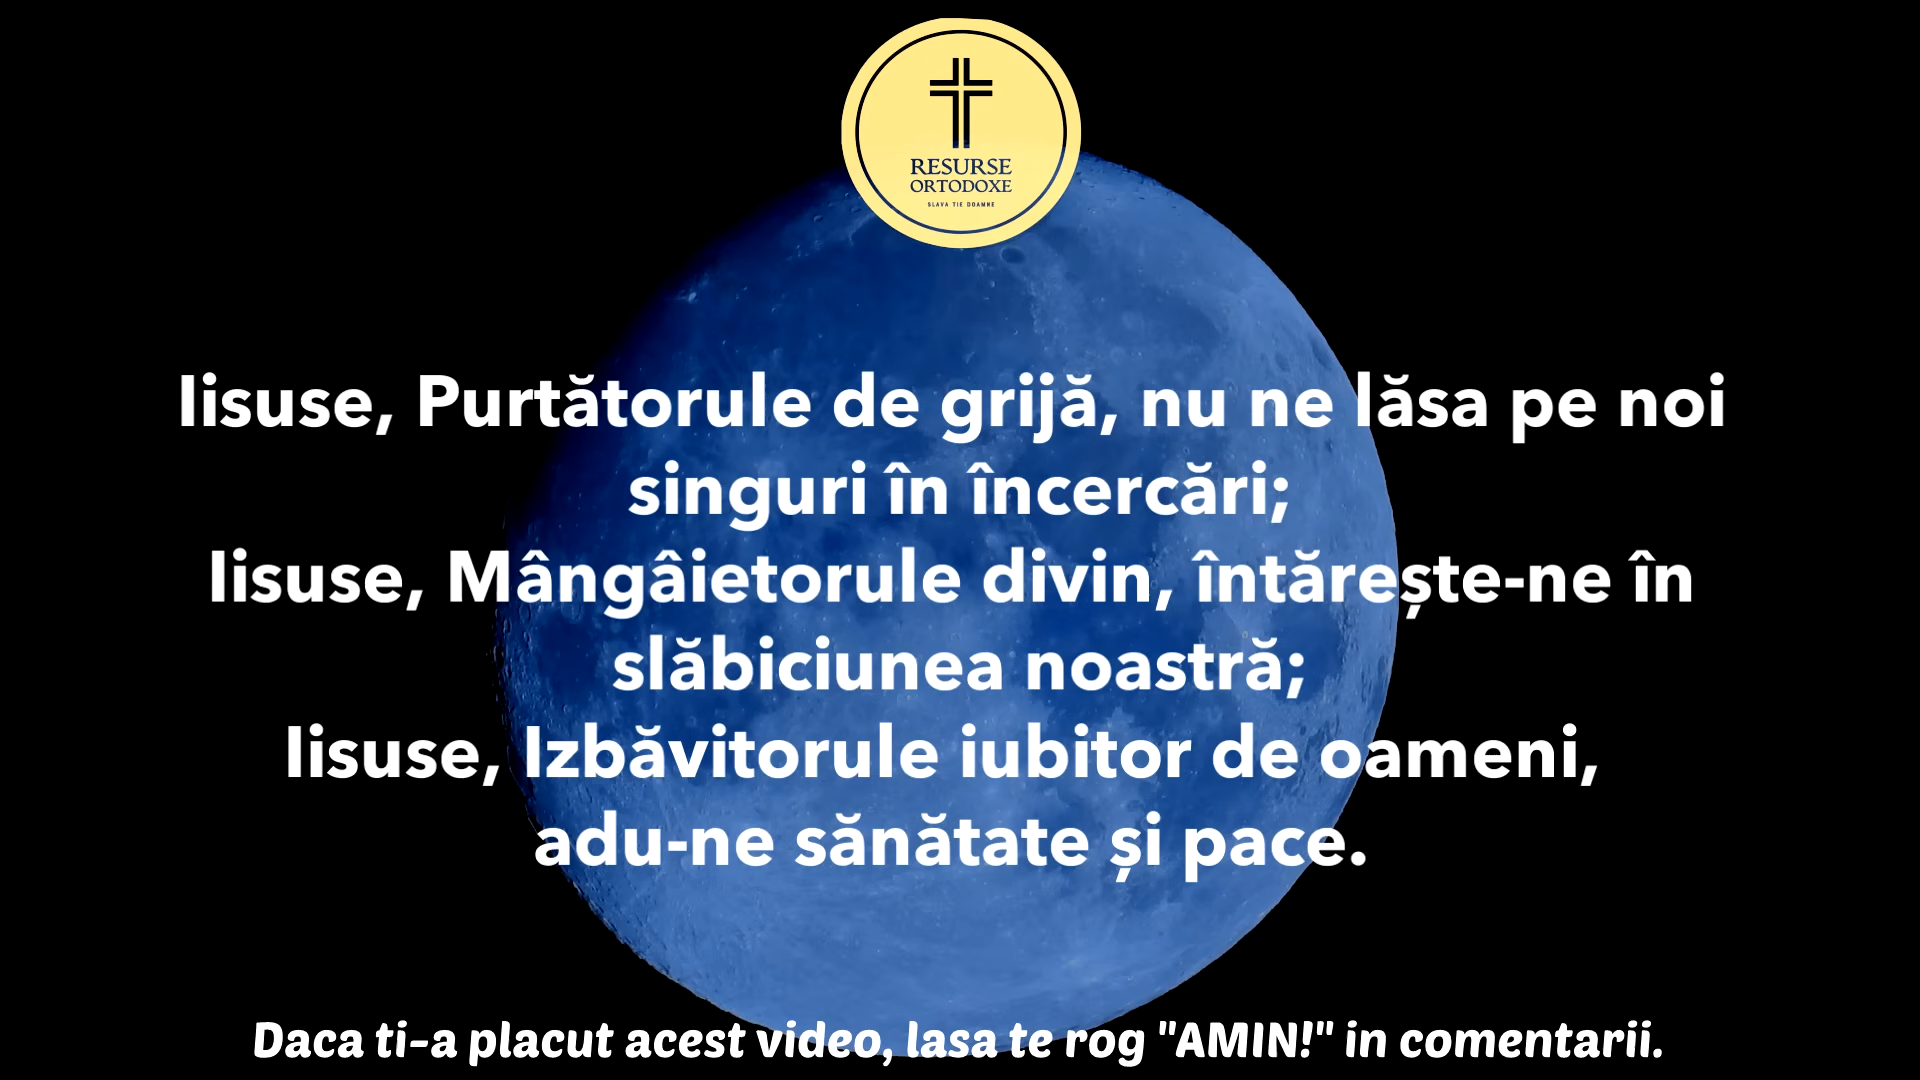 RESURSE
ORTODOXE
SLAVA TIE DOAMNE
Iisuse, Purtătorule de grijă, nu ne lăsa pe noi
singuri în încercări;
Iisuse, Mângâietorule divin, întărește-ne în
slăbiciunea noastră;
Iisuse, Izbăvitorule iubitor de oameni,
adu-ne sănătate și pace.
Daca ti-a placut acest video, lasa te rog "AMIN!" in comentarii.